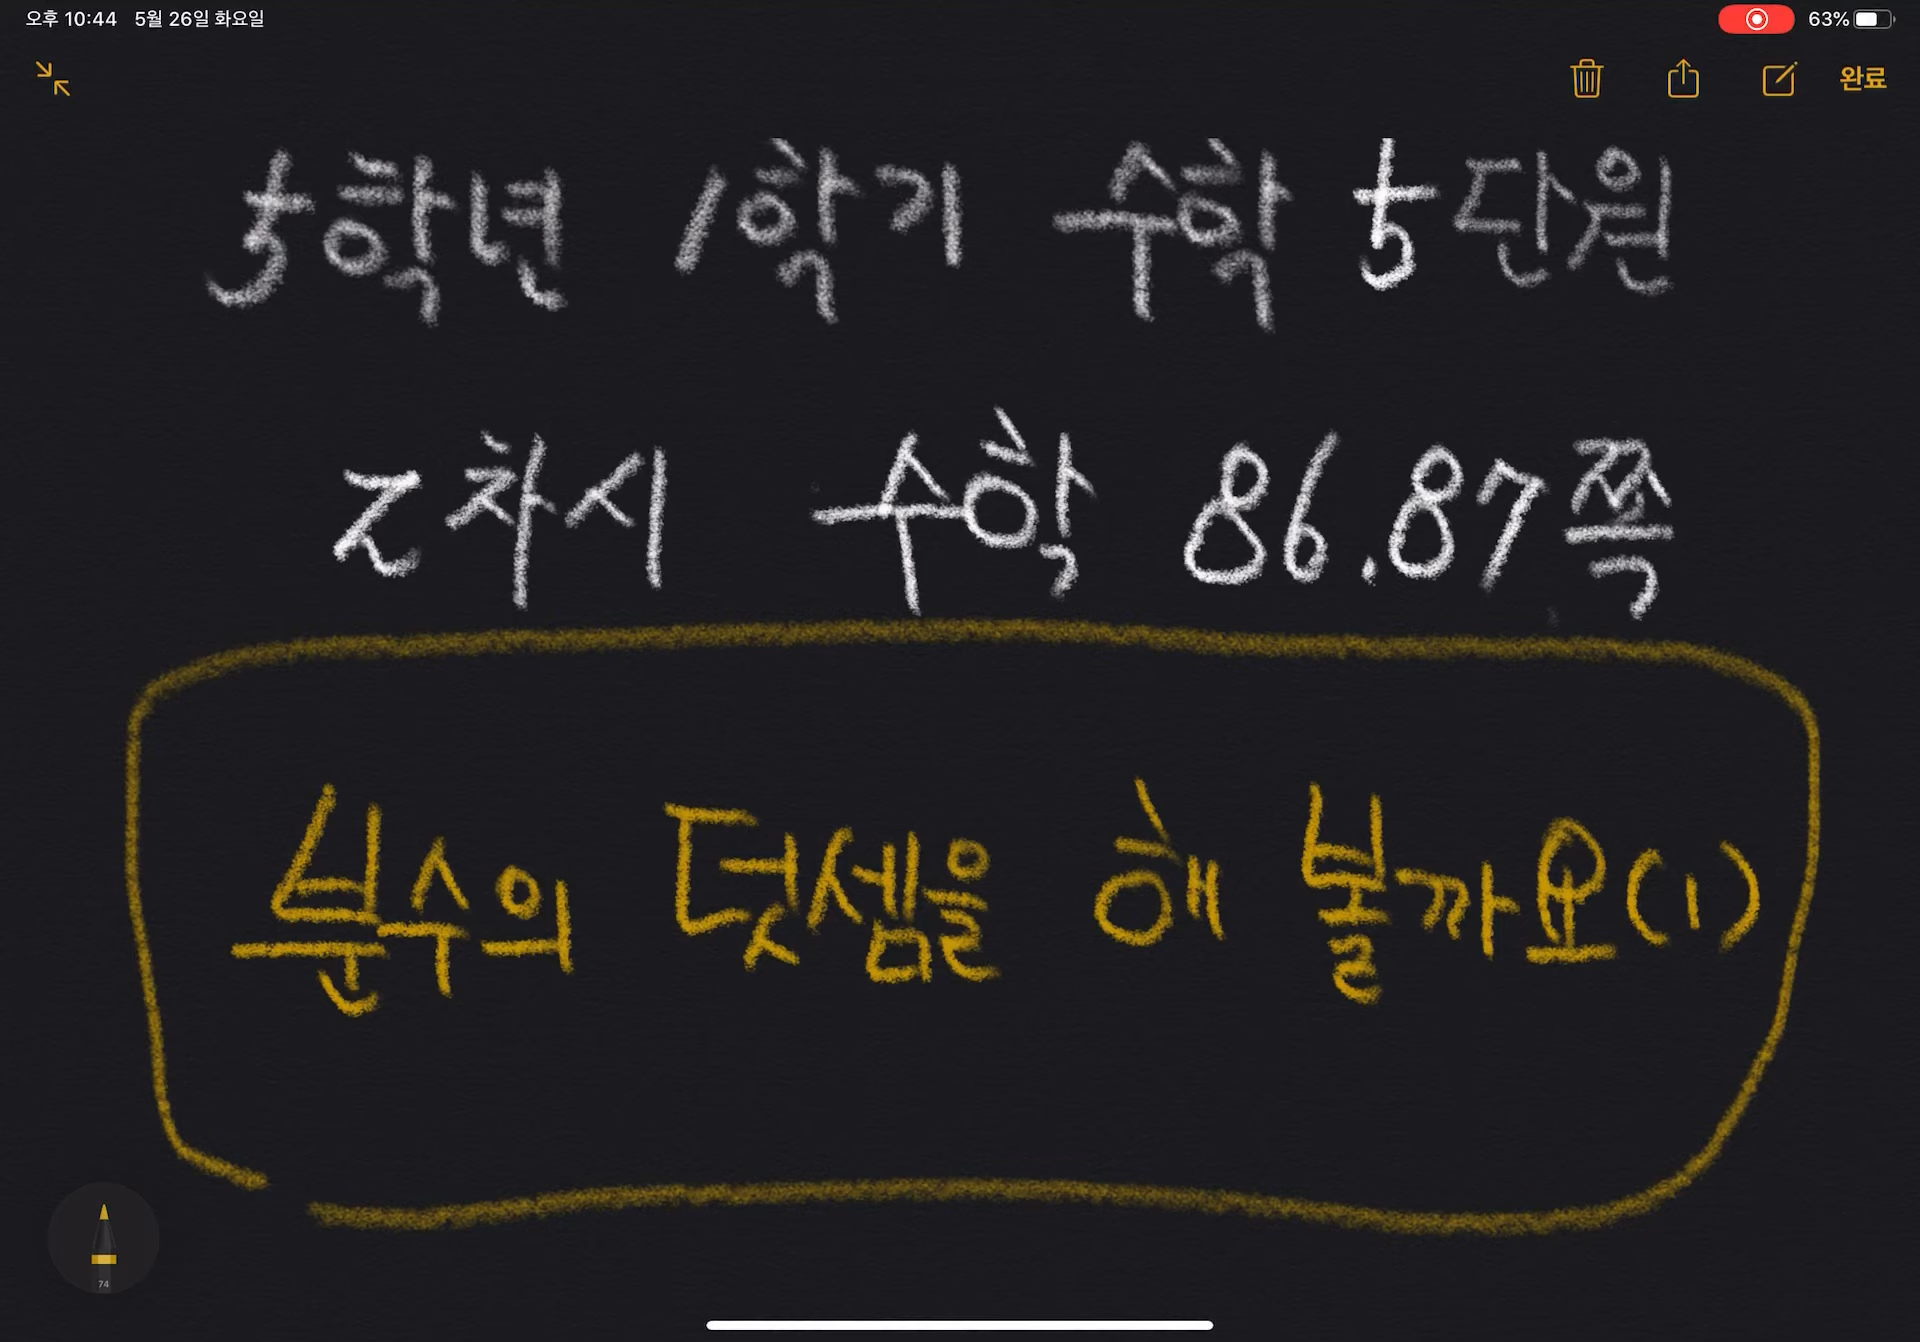 오후 10:44 5월 26일 화요일 63%
완료
5학년 1학기 수학 5단원
2차시 수학 86.87쪽
분수의 덧셈을 해 볼까요(1)
74